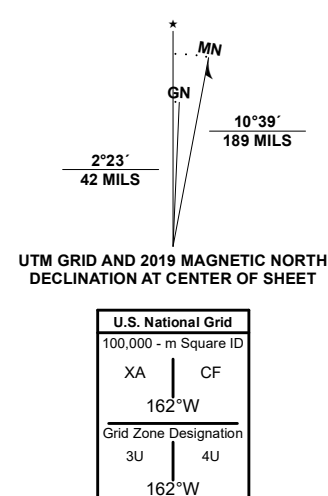 ★
MN
GN
10°39´
189 MILS
2°23´
42 MILS
UTM GRID AND 2019 MAGNETIC NORTH
DECLINATION AT CENTER OF SHEET
U.S. National Grid
100,000 - m Square ID
XA CF
162°W
Grid Zone Designation
3U 4U
162°W